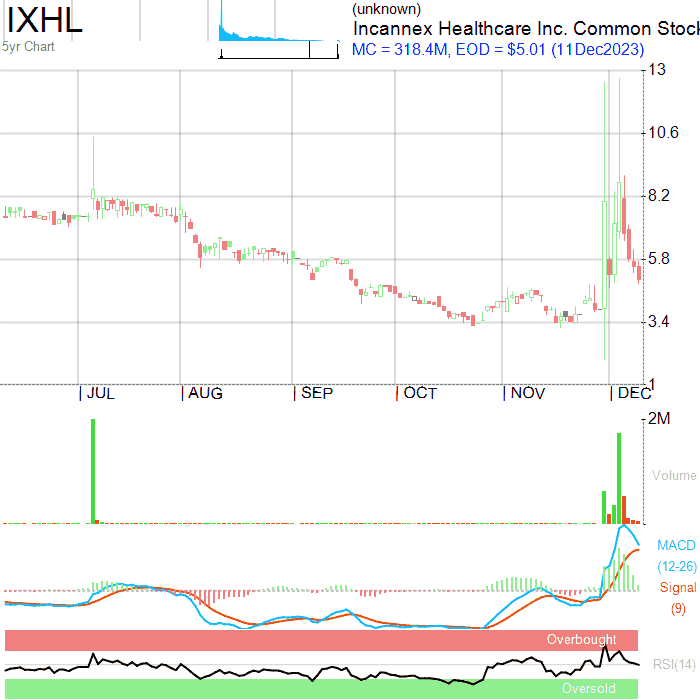 IXHL
5yr Chart
(unknown)
Incannex Healthcare Inc. Common Stock
MC = 318.4M, EOD = $5.01 (11Dec2023)
13
10.6
8.2
5.8
3.4
1
JUL AUG SEP OCT NOV DEC
2M
Volume
MACD
(12-26)
Signal
(9)
Overbought
RSI(14)
Oversold